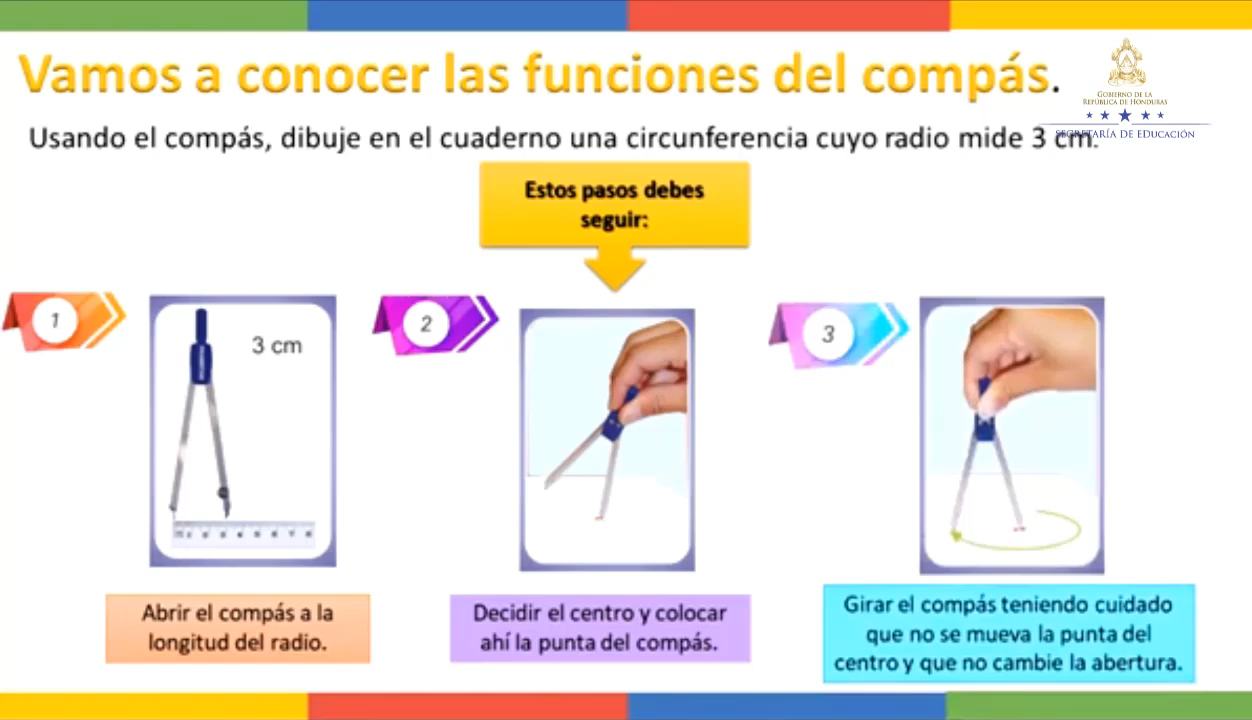 Vamos a conocer las funciones del compás.
GOBIERNO DE LA
REPÚBLICA DE HONDURAS
SECRETARÍA DE EDUCACIÓN
Usando el compás, dibuje en el cuaderno una circunferencia cuyo radio mide 3 cm.
Estos pasos debes
seguir:
1
3 cm
2
3
Abrir el compás a la
longitud del radio.
Decidir el centro y colocar
ahí la punta del compás.
Girar el compás teniendo cuidado
que no se mueva la punta del
centro y que no cambie la abertura.